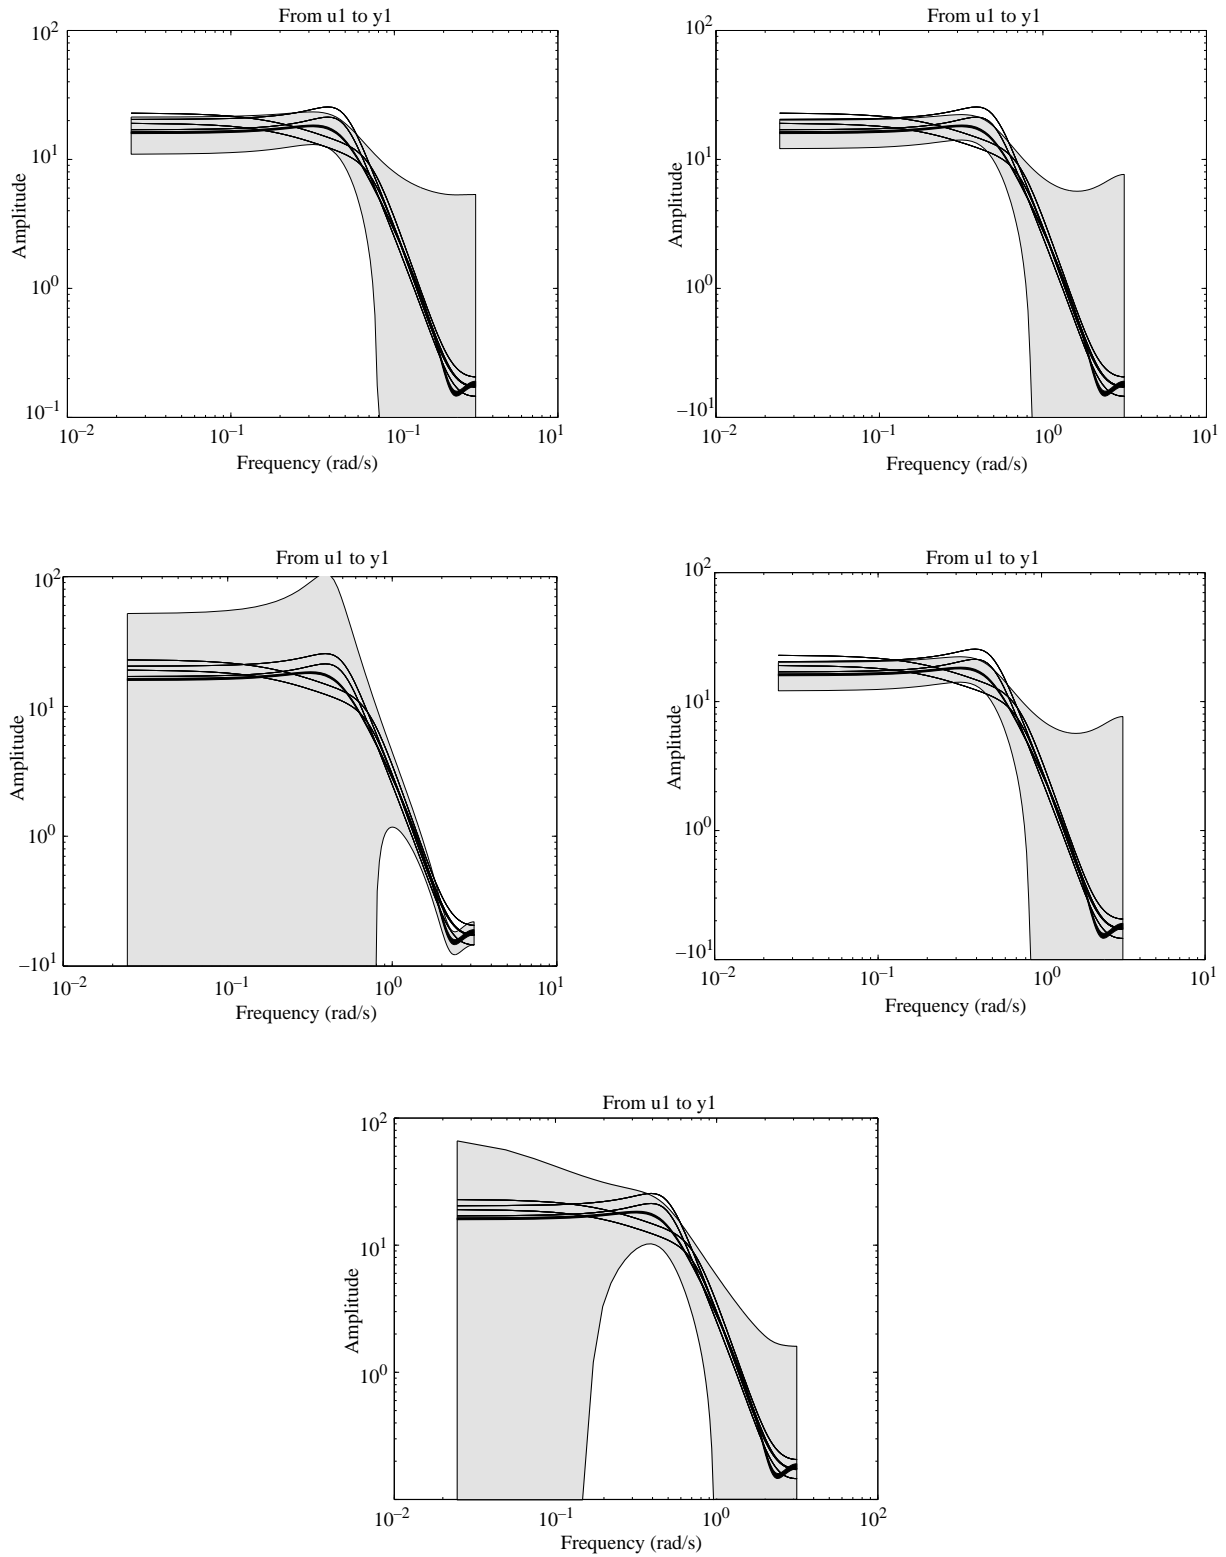 From u1 to y1
10^2
10^1
10^0
10^-1
Amplitude
10^-2 10^-1 10^-1 10^1
Frequency (rad/s)
From u1 to y1
10^2
10^1
10^0
-10^1
Amplitude
10^-2 10^-1 10^0 10^1
Frequency (rad/s)
From u1 to y1
10^2
10^1
10^0
-10^1
Amplitude
10^-2 10^-1 10^0 10^1
Frequency (rad/s)
From u1 to y1
10^2
10^1
10^0
-10^1
Amplitude
10^-2 10^-1 10^0 10^1
Frequency (rad/s)
From u1 to y1
10^2
10^1
10^0
Amplitude
10^-2 10^-1 10^0 10^2
Frequency (rad/s)